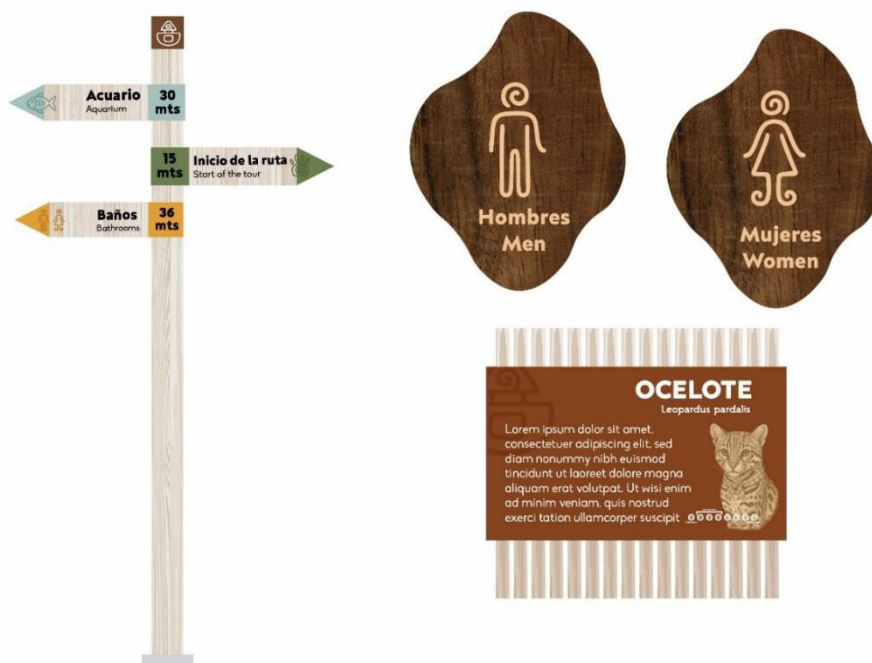 Acuario
Aquarium
30
mts
15
mts
Inicio de la ruta
Start of the tour
Baños
Bathrooms
36
mts
Hombres
Men
Mujeres
Women
OCELOTE
Leopardus pardalis
Lorem ipsum dolor sit amet,
consectetuer adipiscing elit, sed
diam nonummy nibh euismod
tincidunt ut laoreet dolore magna
aliquam erat volutpat. Ut wisi enim
ad minim veniam, quis nostrud
exerci tation ullamcorper suscipit